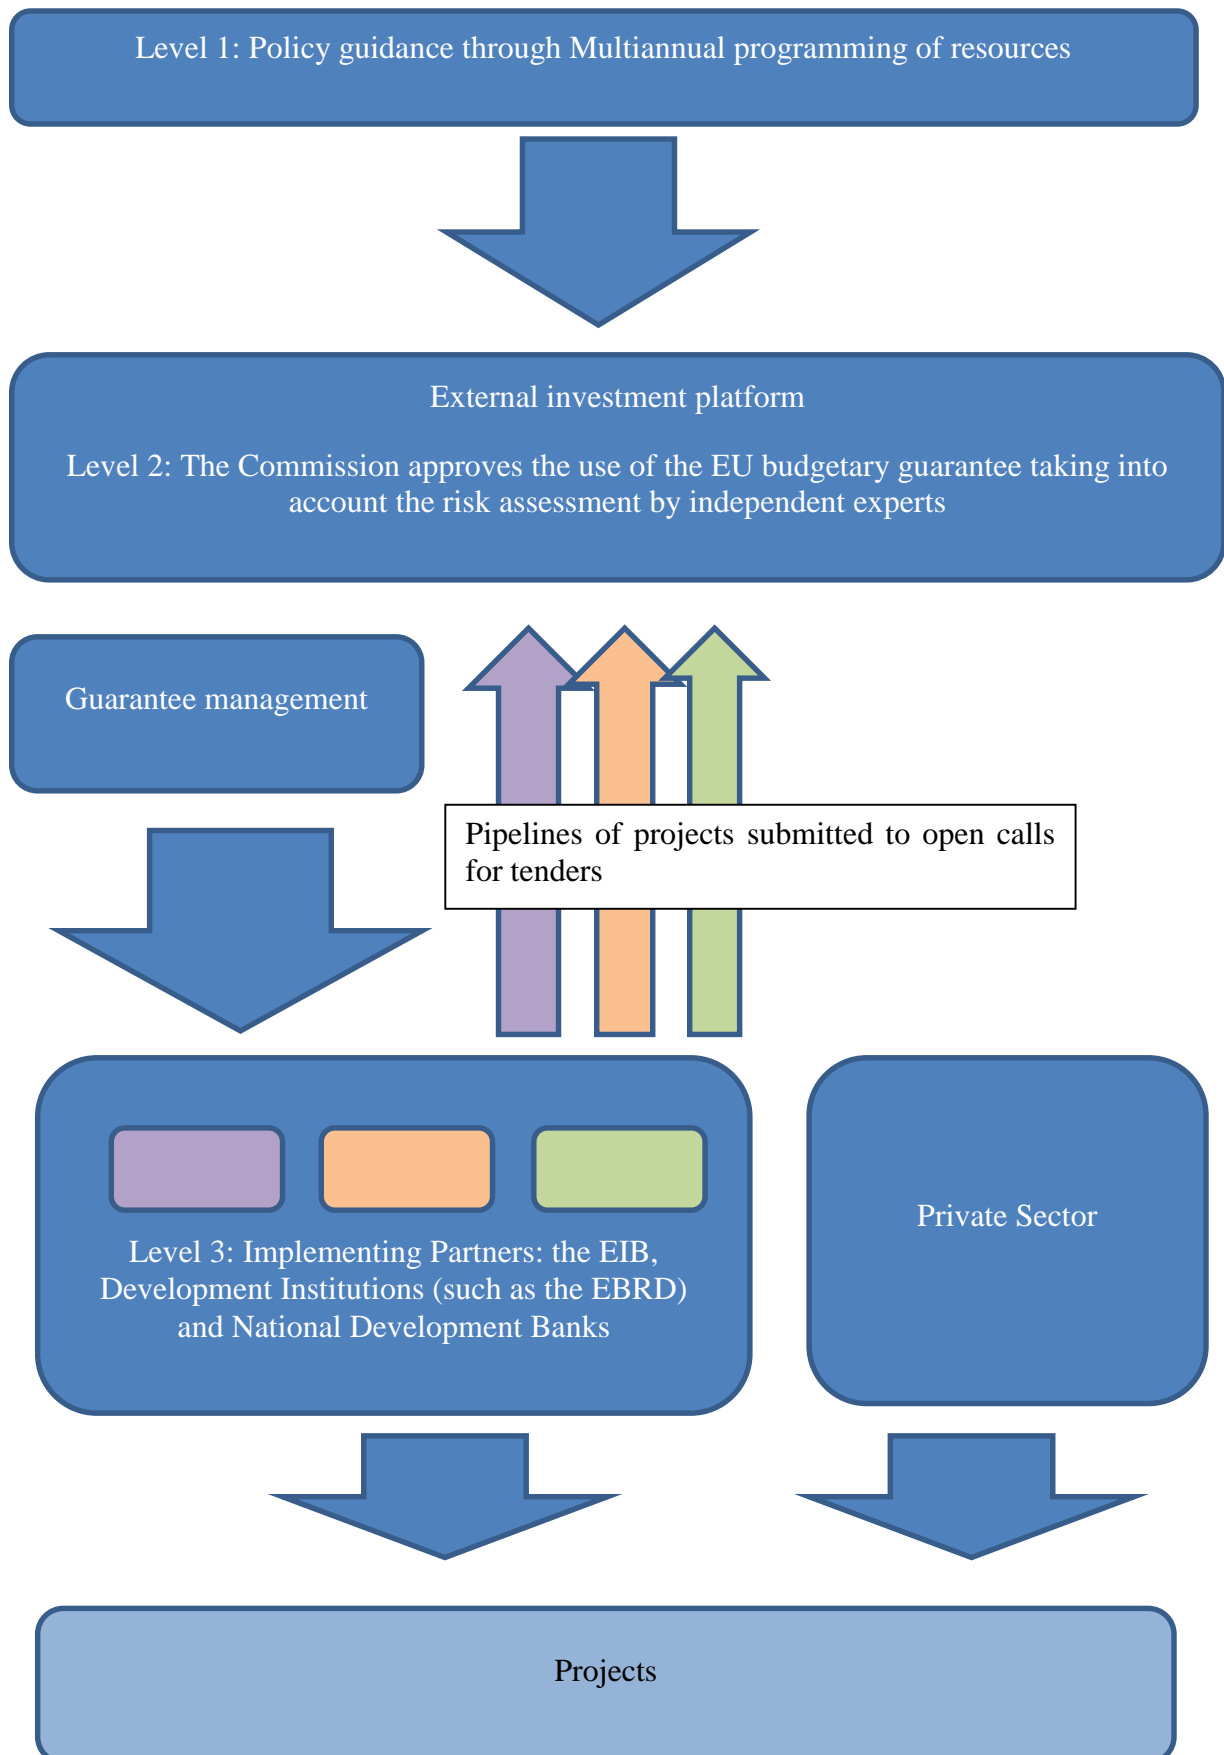 Level 1: Policy guidance through Multiannual programming of resources
External investment platform
Level 2: The Commission approves the use of the EU budgetary guarantee taking into
account the risk assessment by independent experts
Guarantee management
Pipelines of projects submitted to open calls
for tenders
Level 3: Implementing Partners: the EIB,
Development Institutions (such as the EBRD)
and National Development Banks
Private Sector
Projects